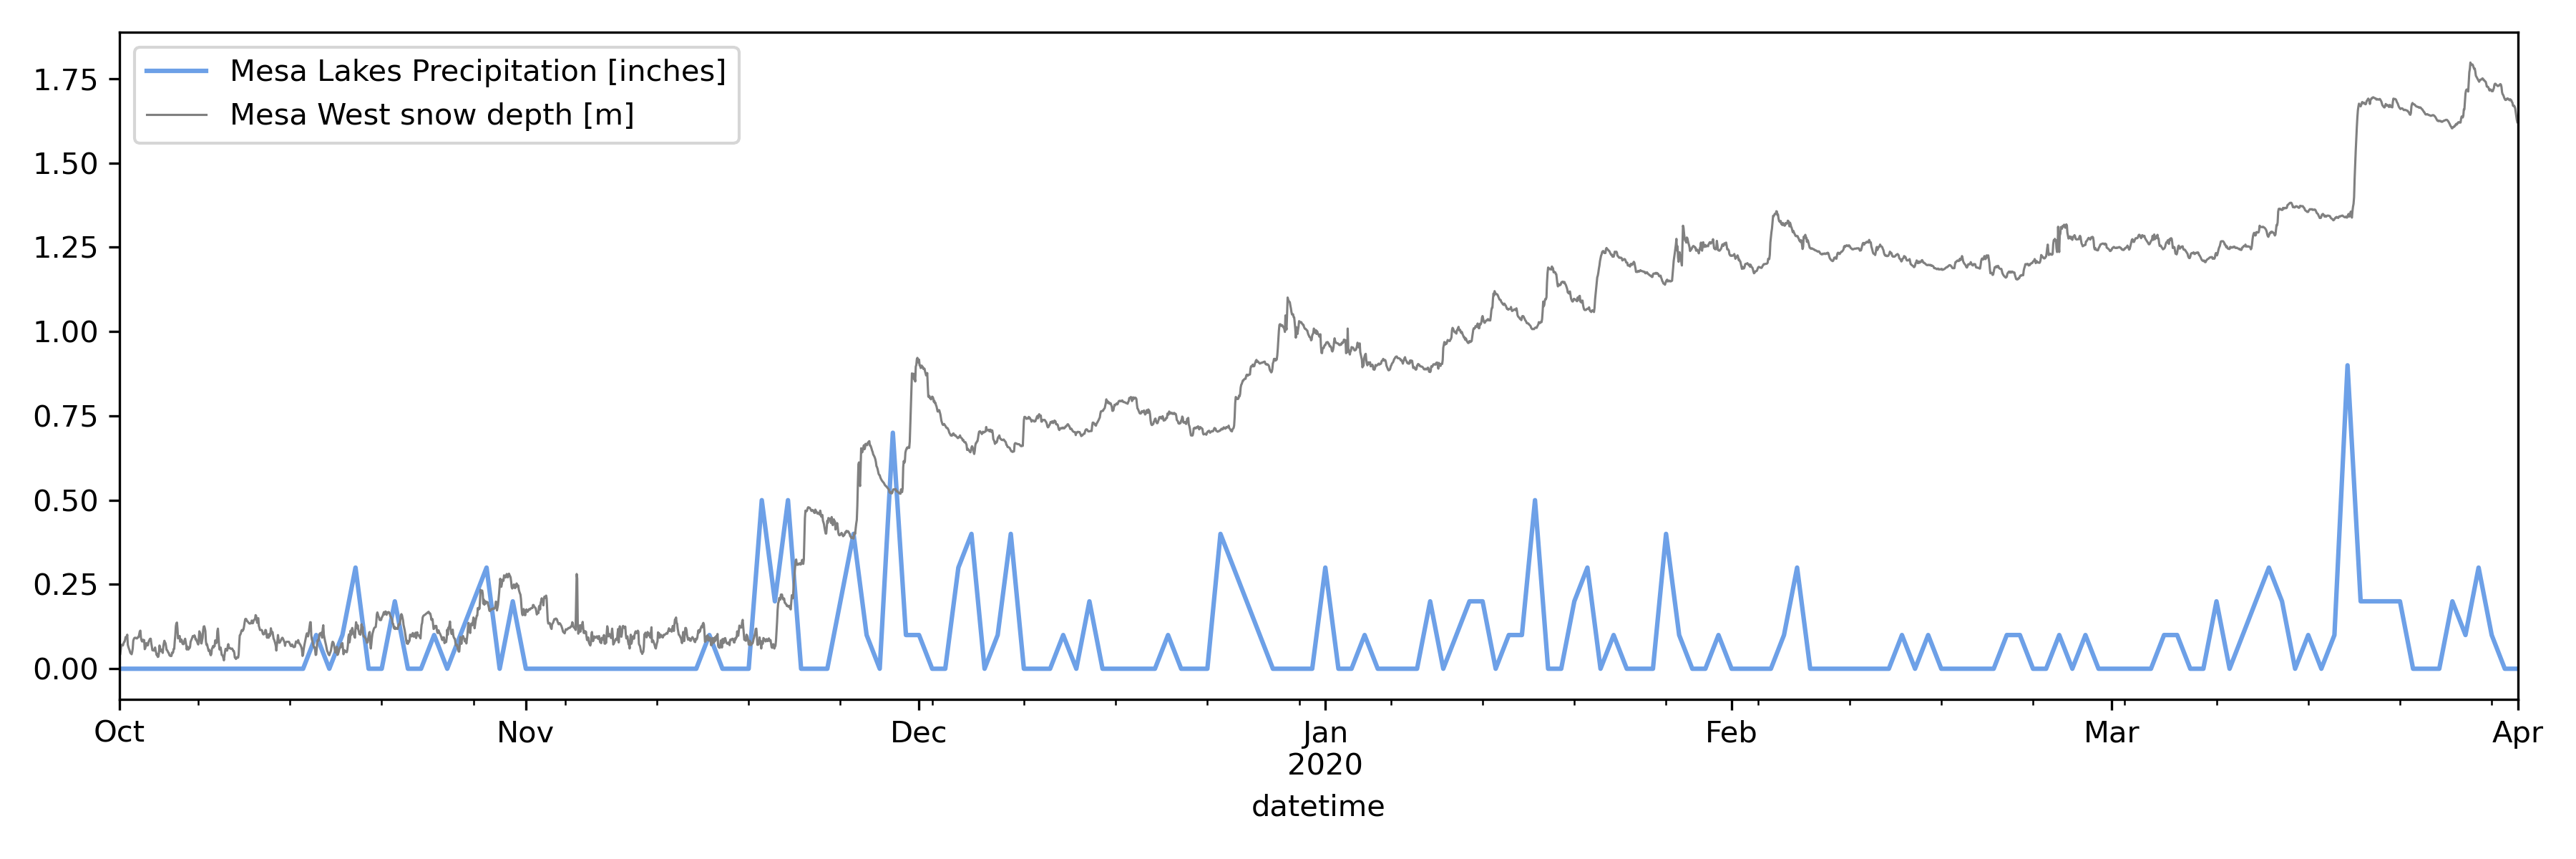 Mesa Lakes Precipitation [inches]
Mesa West snow depth [m]
1.75
1.50
1.25
1.00
0.75
0.50
0.25
0.00
Oct Nov Dec Jan Feb Mar Apr
2020
datetime